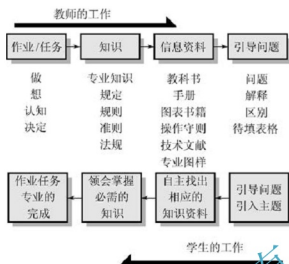 教师的工作
作业/任务 知识 信息资料 引导问题
做 专业知识 教科书 问题
想 规定 手册 解释
认知 规则 图表书籍 区别
决定 准则 操作守则 待填表格
法规 技术文献
专业图样
作业任务 领会掌握 自主找出 引导问题
专业的 必需的 相应的 引入主题
完成 知识 知识资料
学生的工作